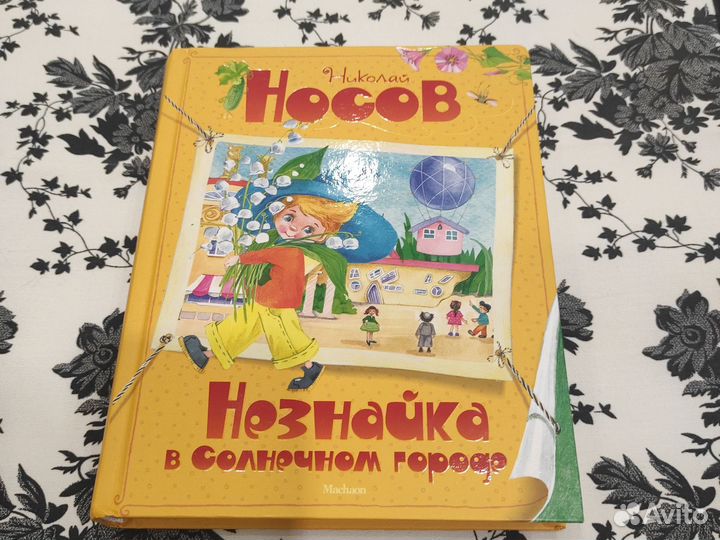 Николай
Носов
Незнайка
в Солнечном городе
Machaon
Avito